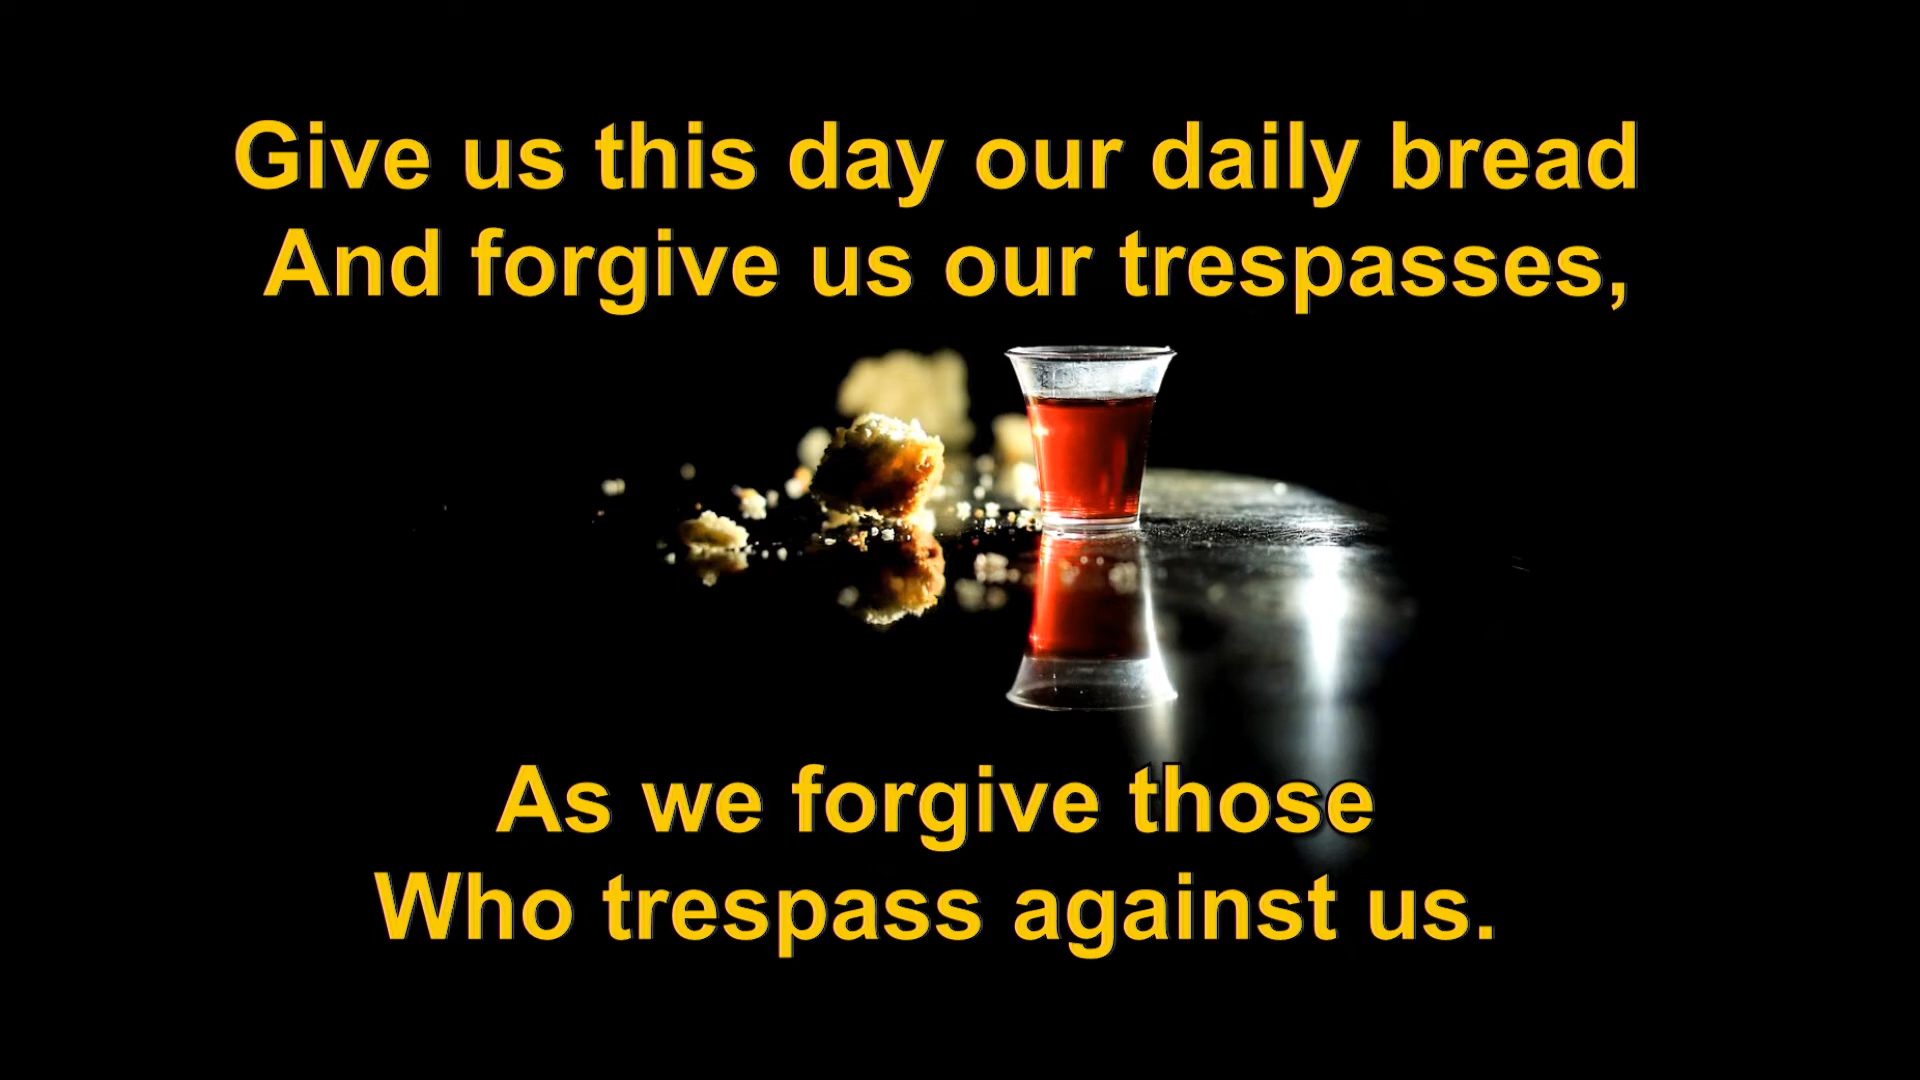 Give us this day our daily bread
And forgive us our trespasses,
As we forgive those
Who trespass against us.